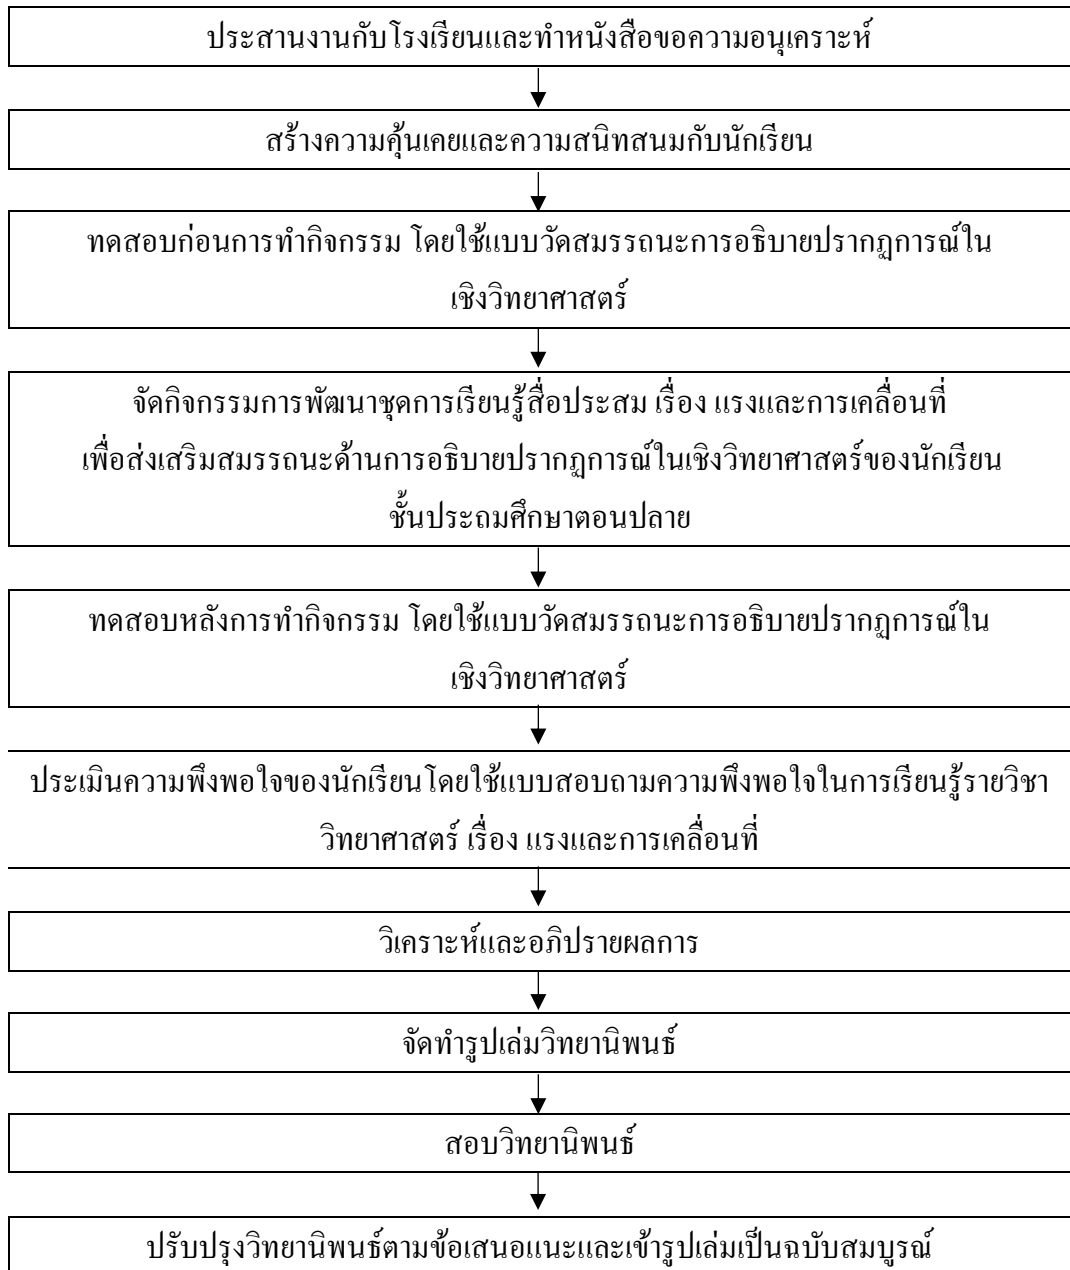 ประสานงานกับโรงเรียนและทำหนังสือขอความอนุเคราะห์
สร้างความคุ้นเคยและความสนิทสนมกับนักเรียน
ทดสอบก่อนการทำกิจกรรม โดยใช้แบบวัดสมรรถนะการอธิบายปรากฏการณ์ใน
เชิงวิทยาศาสตร์
จัดกิจกรรมการพัฒนาชุดการเรียนรู้สื่อประสม เรื่อง แรงและการเคลื่อนที่
เพื่อส่งเสริมสมรรถนะด้านการอธิบายปรากฏการณ์ในเชิงวิทยาศาสตร์ของนักเรียน
ชั้นประถมศึกษาตอนปลาย
ทดสอบหลังการทำกิจกรรม โดยใช้แบบวัดสมรรถนะการอธิบายปรากฏการณ์ใน
เชิงวิทยาศาสตร์
ประเมินความพึงพอใจของนักเรียนโดยใช้แบบสอบถามความพึงพอใจในการเรียนรู้รายวิชา
วิทยาศาสตร์ เรื่อง แรงและการเคลื่อนที่
วิเคราะห์และอภิปรายผลการ
จัดทำรูปเล่มวิทยานิพนธ์
สอบวิทยานิพนธ์
ปรับปรุงวิทยานิพนธ์ตามข้อเสนอแนะและเข้ารูปเล่มเป็นฉบับสมบูรณ์